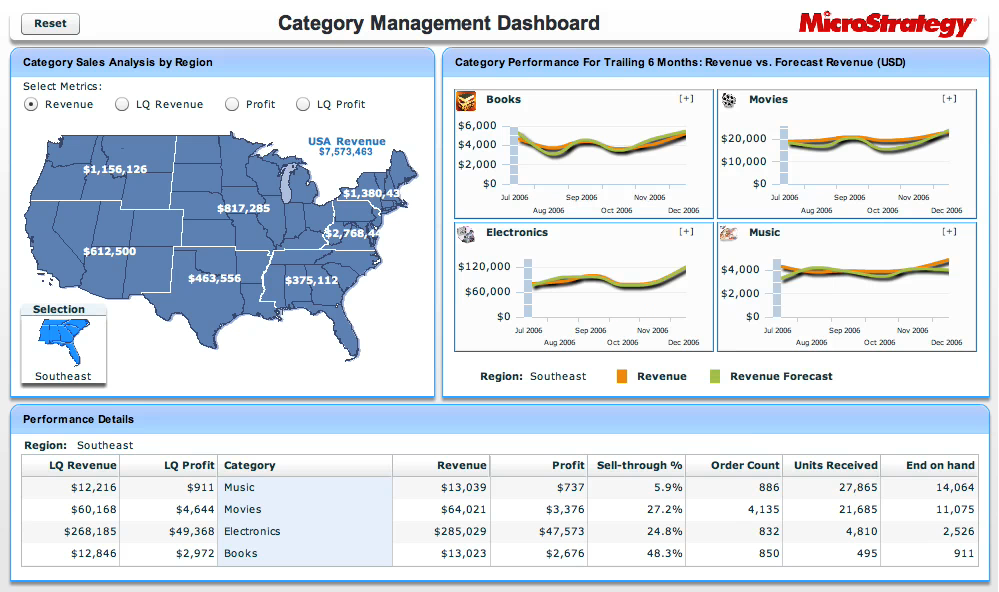 Reset
Category Management Dashboard
MicroStrategy
Category Sales Analysis by Region
Select Metrics:
Revenue LQ Revenue Profit LQ Profit
USA Revenue
$7,573,463
$1,156,126
$1,380,43
$817,285
$2,768,4
$612,500
$463,556
$375,112
Selection
Southeast
Category Performance For Trailing 6 Months: Revenue vs. Forecast Revenue (USD)
Books [+]
$6,000
$4,000
$2,000
$0
Jul 2006 Sep 2006 Nov 2006
Aug 2006 Oct 2006 Dec 2006
Movies [+]
$20,000
$10,000
$0
Jul 2006 Sep 2006 Nov 2006
Aug 2006 Oct 2006 Dec 2006
Electronics [+]
$120,000
$60,000
$0
Jul 2006 Sep 2006 Nov 2006
Aug 2006 Oct 2006 Dec 2006
Music [+]
$4,000
$2,000
$0
Jul 2006 Sep 2006 Nov 2006
Aug 2006 Oct 2006 Dec 2006
Region: Southeast Revenue Revenue Forecast
Performance Details
Region: Southeast
LQ Revenue LQ Profit Category Revenue Profit Sell-through % Order Count Units Received End on hand
$12,216 $911 Music $13,039 $737 5.9% 886 27,865 14,064
$60,168 $4,644 Movies $64,021 $3,376 27.2% 4,135 21,685 11,075
$268,185 $49,368 Electronics $285,029 $47,573 24.8% 832 4,810 2,526
$12,846 $2,972 Books $13,023 $2,676 48.3% 850 495 911